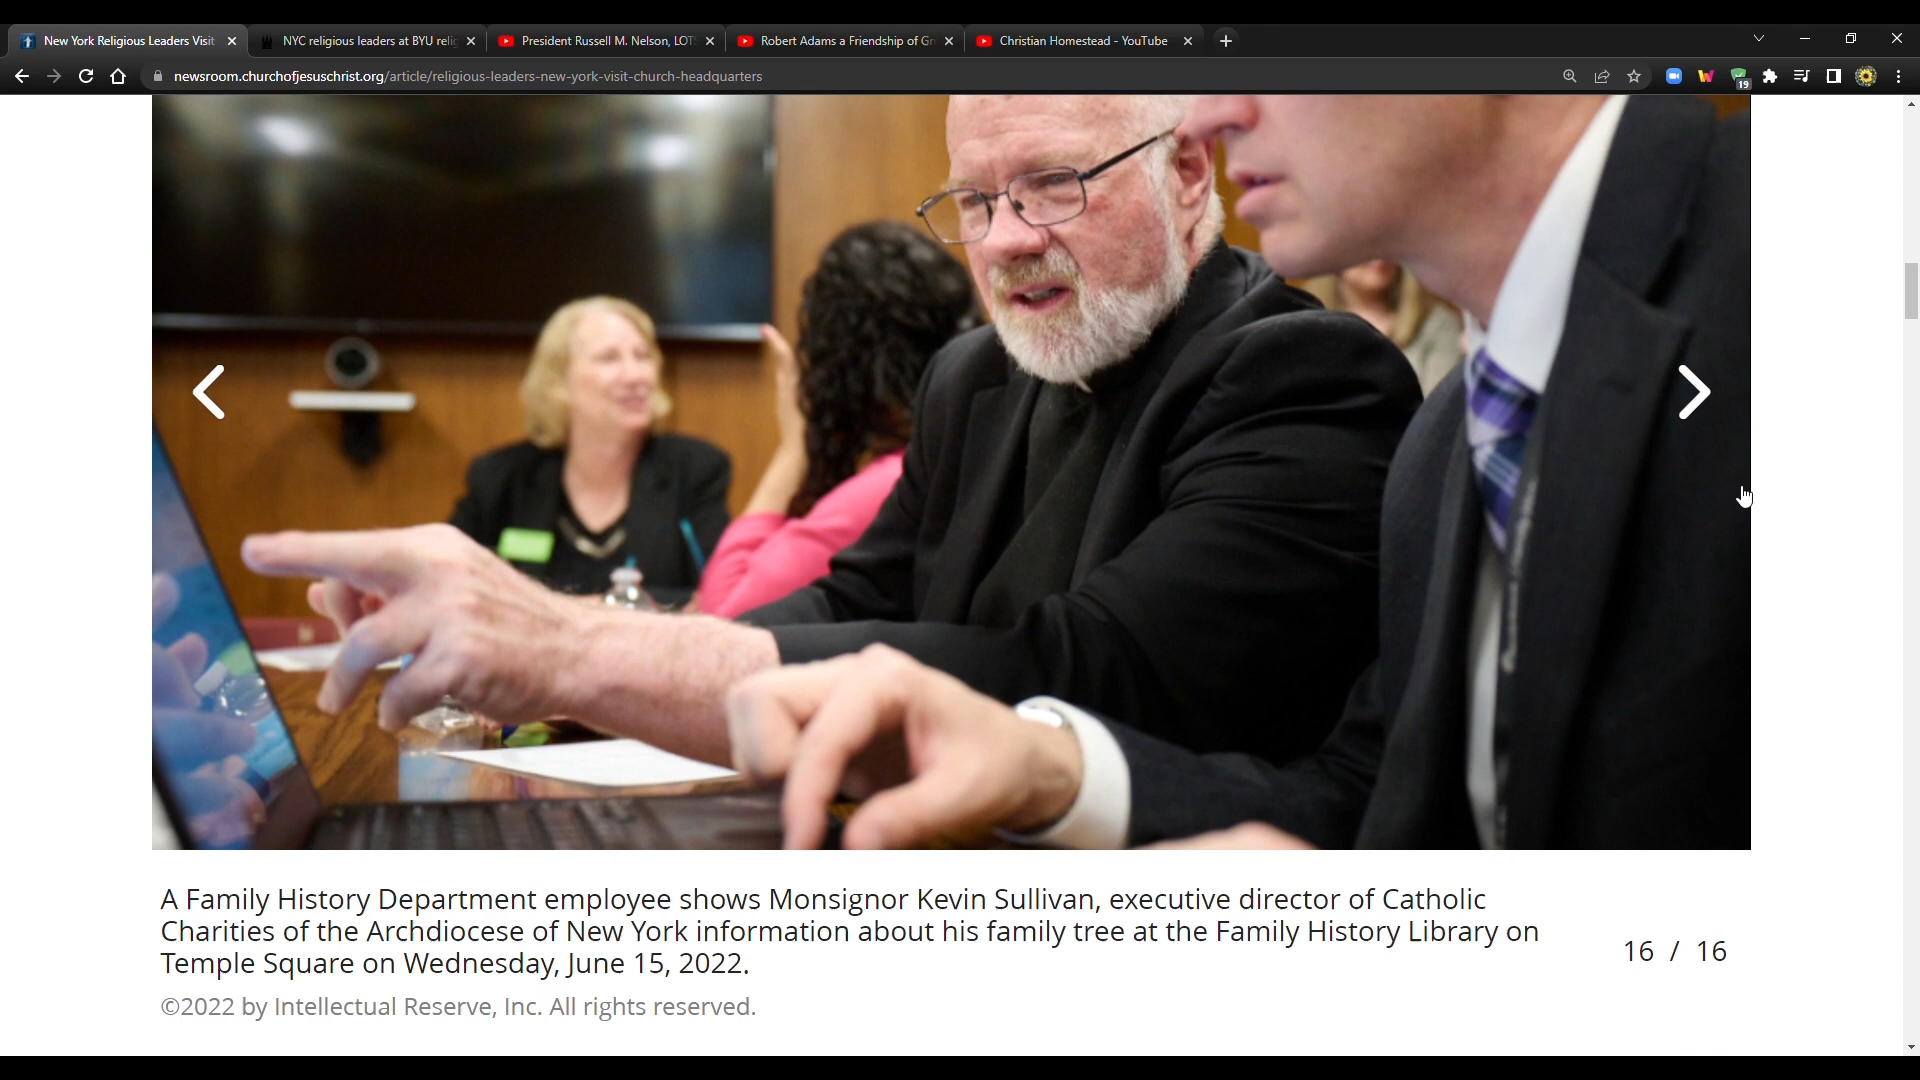 New York Religious Leaders Visit
NYC religious leaders at BYU relig
President Russell M. Nelson, LOTS
Robert Adams a Friendship of Gr
Christian Homestead - YouTube
newsroom.churchofjesuschrist.org/article/religious-leaders-new-york-visit-church-headquarters
19
A Family History Department employee shows Monsignor Kevin Sullivan, executive director of Catholic
Charities of the Archdiocese of New York information about his family tree at the Family History Library on
Temple Square on Wednesday, June 15, 2022.
16 / 16
©2022 by Intellectual Reserve, Inc. All rights reserved.